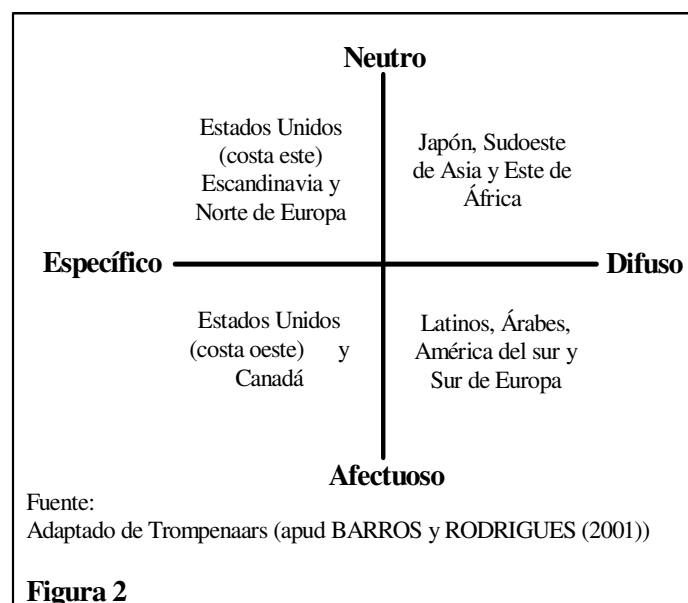 Neutro
Estados Unidos
(costa este)
Escandinavia y
Norte de Europa
Japón, Sudoeste
de Asia y Este de
África
Específico
Difuso
Estados Unidos
(costa oeste) y
Canadá
Latinos, Árabes,
América del sur y
Sur de Europa
Afectuoso
Fuente:
Adaptado de Trompenaars (apud BARROS y RODRIGUES (2001))
Figura 2